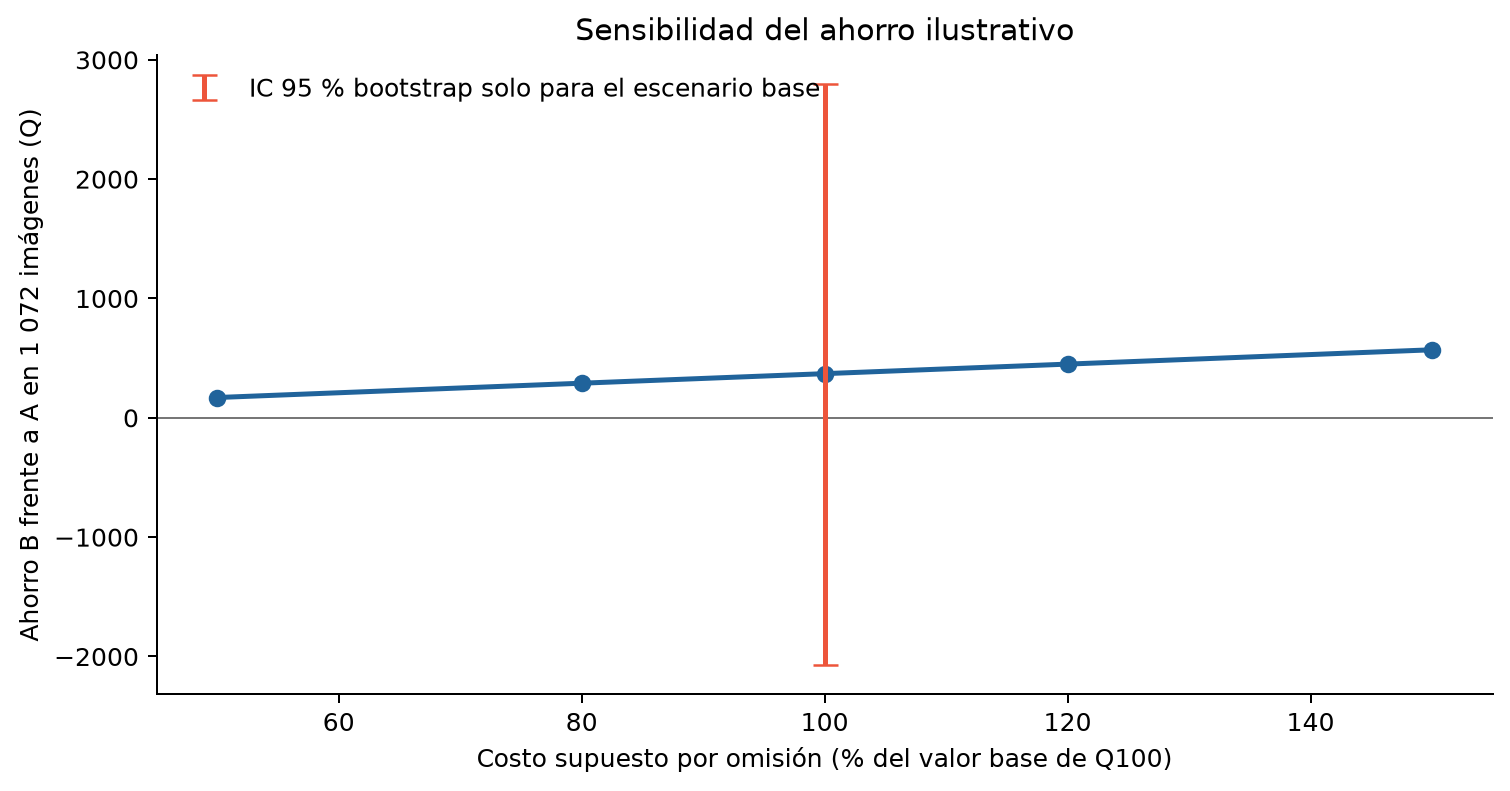 Sensibilidad del ahorro ilustrativo
IC 95 % bootstrap solo para el escenario base
Ahorro B frente a A en 1 072 imágenes (Q)
3000
2000
1000
0
−1000
−2000
60 80 100 120 140
Costo supuesto por omisión (% del valor base de Q100)